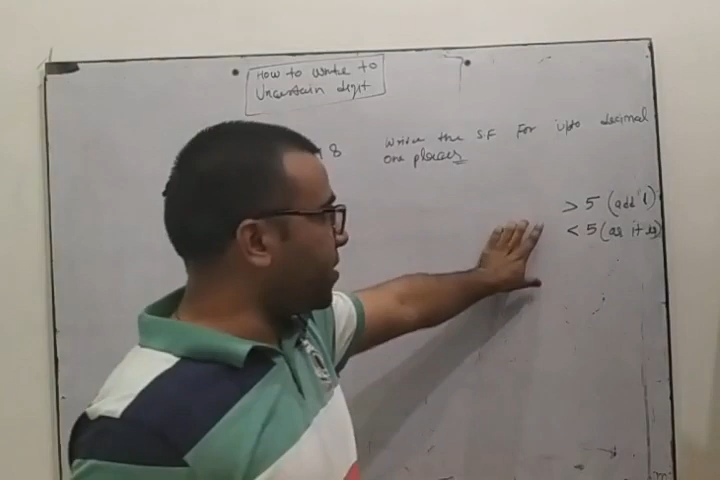 How to write to
Uncertain digit
8 Write the S.F For upto decimal
one places
> 5 (add 1)
< 5 (as it is)